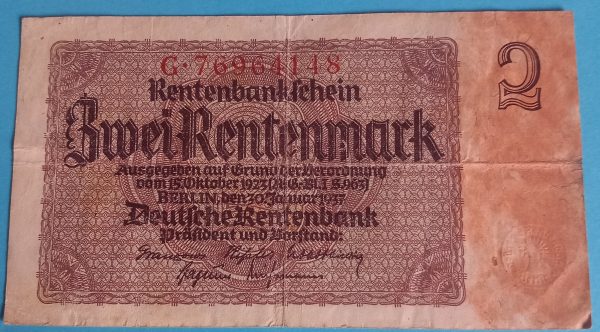 G·76964148
2
Rentenbankschein
Zwei Rentenmark
Ausgegeben auf Grund der Verordnung
vom 15. Oktober 1923 (R.G.Bl. I S. 963)
BERLIN, den 30. Januar 1937
Deutsche Rentenbank
Präsident und Vorstand: